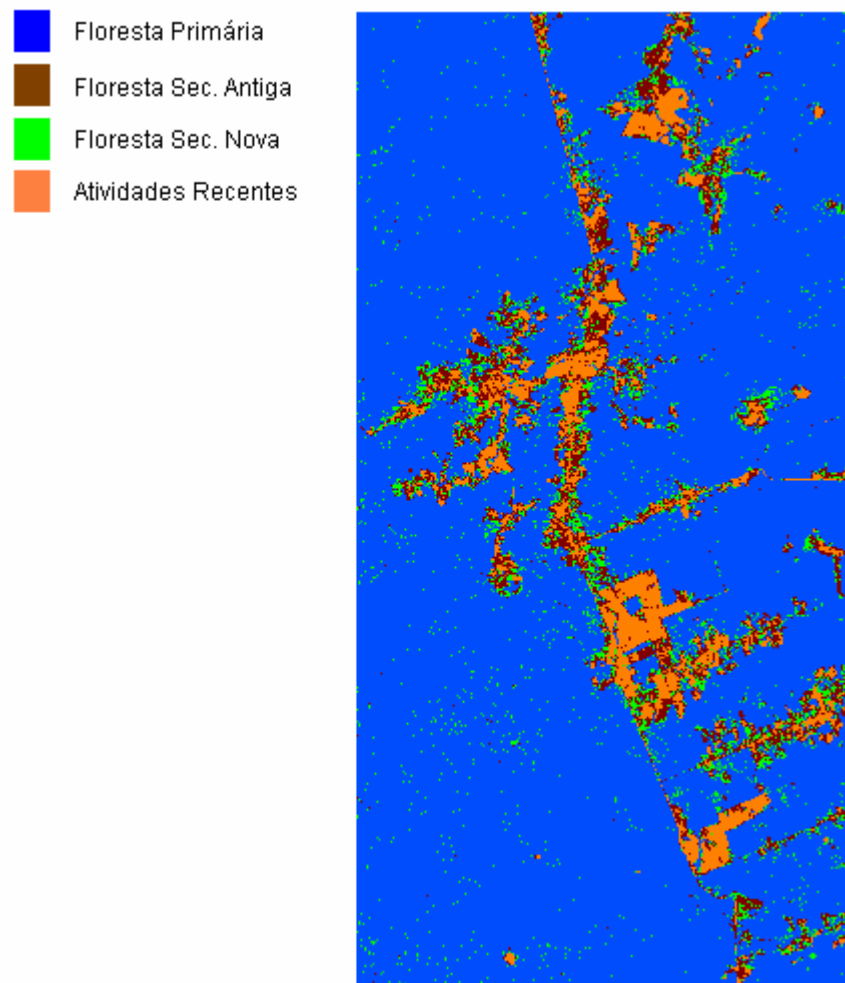 Floresta Primária
Floresta Sec. Antiga
Floresta Sec. Nova
Atividades Recentes